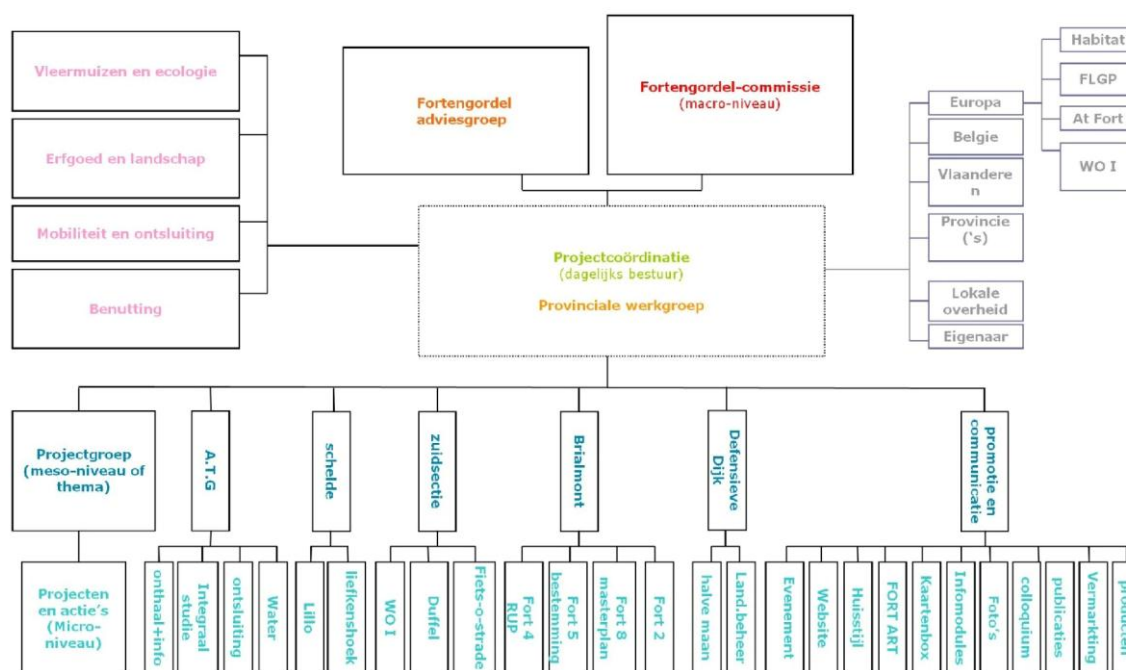 Vleermuizen en ecologie
Erfgoed en landschap
Mobiliteit en ontsluiting
Benutting
Fortengordel
adviesgroep
Fortengordel-commissie
(macro-niveau)
Projectcoördinatie
(dagelijks bestuur)
Provinciale werkgroep
Europa
Belgie
Vlaandere
n
Provincie
('s)
Lokale
overheid
Eigenaar
Habitat
FLGP
At Fort
WO I
Projectgroep
(meso-niveau of
thema)
A.T.G
schelde
zuidsectie
Brialmont
Defensieve
Dijk
promotie en
communicatie
Projecten
en actie's
(Micro-
niveau)
onthaal+info
Integraal
studie
ontsluiting
Water
Lillo
liefkenshoek
WO I
Duffel
Fiets-o-strade
Fort 4
RUP
Fort 5
bestemming
Fort 8
masterplan
Fort 2
halve maan
Land.beheer
Evenement
Website
Huisstijl
FORT ART
Kaartenbox
Infomodules
Foto's
colloquium
publicaties
Vermarkting
producten